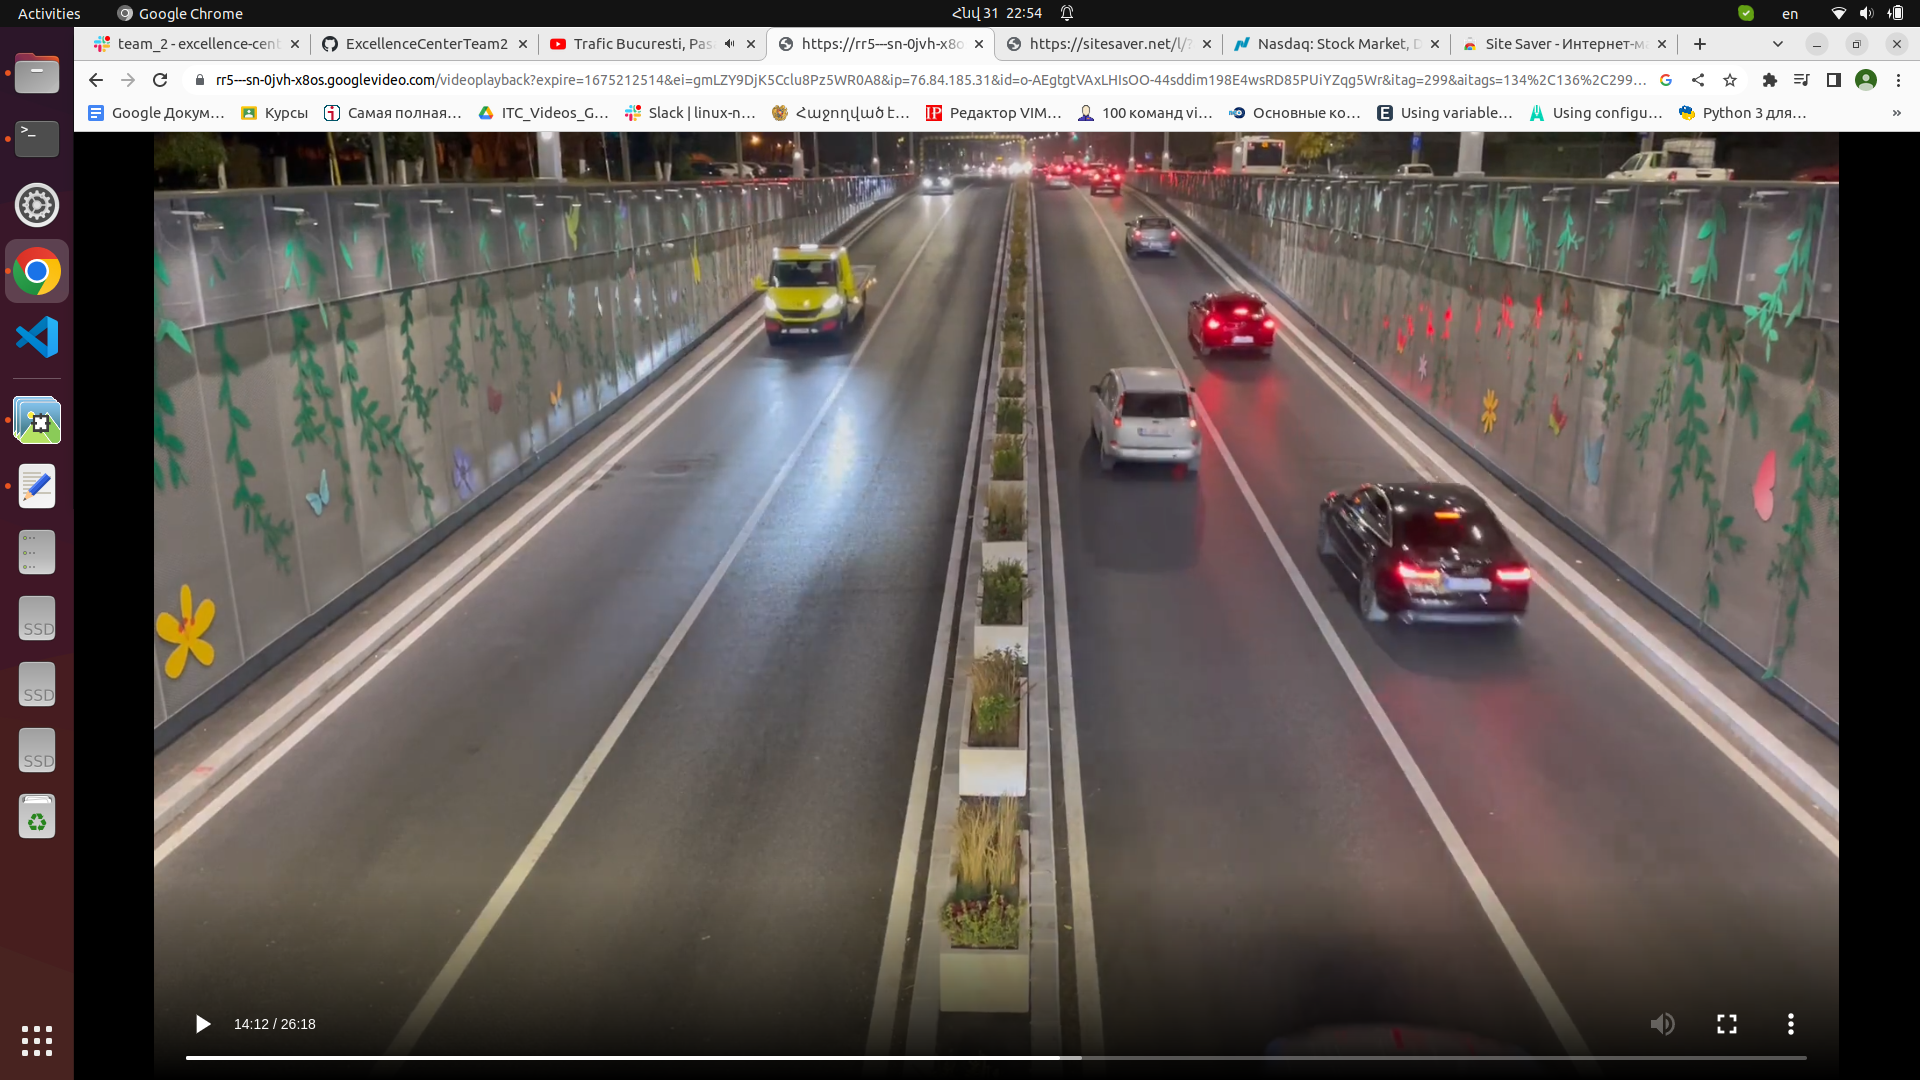 Activities
Google Chrome
Հնվ 31 22:54
en
team_2 - excellence-cent
ExcellenceCenterTeam2
Trafic Bucuresti, Pasa
https://rr5---sn-0jvh-x8o
https://sitesaver.net/l/?
Nasdaq: Stock Market, D
Site Saver - Интернет-ма
rr5---sn-0jvh-x8os.googlevideo.com/videoplayback?expire=1675212514&ei=gmLZY9DjK5Cclu8Pz5WR0A8&ip=76.84.185.31&id=o-AEgtgtVAxLHIsOO-44sddim198E4wsRD85PUiYZqg5Wr&itag=299&aitags=134%2C136%2C299...
Google Докум...
Курсы
Самая полная...
ITC_Videos_G...
Slack | linux-n...
Հաջողված է...
Редактор VIM...
100 команд vi...
Основные ко...
Using variable...
Using configu...
Python 3 для...
»
SSD
SSD
SSD
14:12 / 26:18